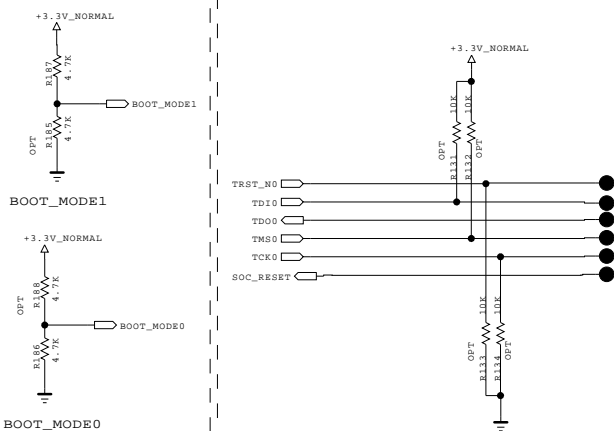 +3.3V_NORMAL
R187
4.7K
BOOT_MODE1
R185
4.7K
OPT
BOOT_MODE1
+3.3V_NORMAL
R188
4.7K
OPT
BOOT_MODE0
R186
4.7K
BOOT_MODE0
+3.3V_NORMAL
10K
10K
OPT
R131
OPT
R132
TRST_N0
TDI0
TDO0
TMS0
TCK0
SOC_RESET
10K
10K
OPT
R133
OPT
R134